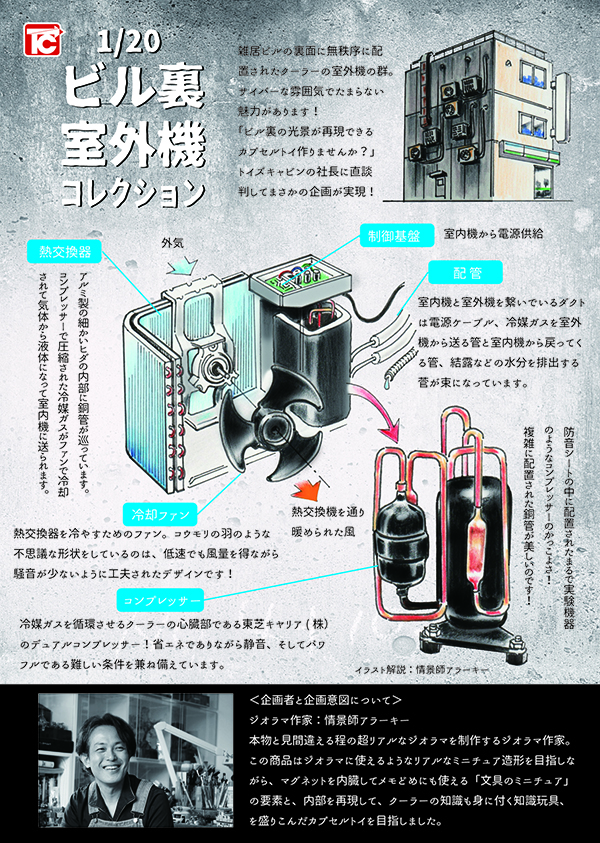 TC
1/20
ビル裏
室外機
コレクション
雑居ビルの裏面に無秩序に配
置されたクーラーの室外機の群。
サイバーな雰囲気でたまらない
魅力があります！
「ビル裏の光景が再現できる
カプセルトイ作りませんか？」
トイズキャビンの社長に直談
判してまさかの企画が実現！
熱交換器
外気
制御基盤
室内機から電源供給
配管
室内機と室外機を繋いでいるダクト
は電源ケーブル、冷媒ガスを室外
機から送る管と室内機から戻ってく
る管、結露などの水分を排出する
菅が束になっています。
アルミ製の細かいヒダの内部に銅管が巡っています。
コンプレッサーで圧縮された冷媒ガスがファンで冷却
されて気体から液体になって室内機に送られます。
防音シートの中に配置されたまるで実験機器
のようなコンプレッサーのかっこよさ！
複雑に配置された銅管が美しいのです！
冷却ファン
熱交換機を通り
暖められた風
熱交換器を冷やすためのファン。コウモリの羽のような
不思議な形状をしているのは、低速でも風量を得ながら
騒音が少ないように工夫されたデザインです！
コンプレッサー
冷媒ガスを循環させるクーラーの心臓部である東芝キャリア(株)
のデュアルコンプレッサー！省エネでありながら静音、そしてパワ
フルである難しい条件を兼ね備えています。
イラスト解説：情景師アラーキー
＜企画者と企画意図について＞
ジオラマ作家：情景師アラーキー
本物と見間違える程の超リアルなジオラマを制作するジオラマ作家。
この商品はジオラマに使えるようなリアルなミニチュア造形を目指しな
がら、マグネットを内臓してメモどめにも使える「文具のミニチュア」
の要素と、内部を再現して、クーラーの知識も身に付く知識玩具、
を盛りこんだカプセルトイを目指しました。